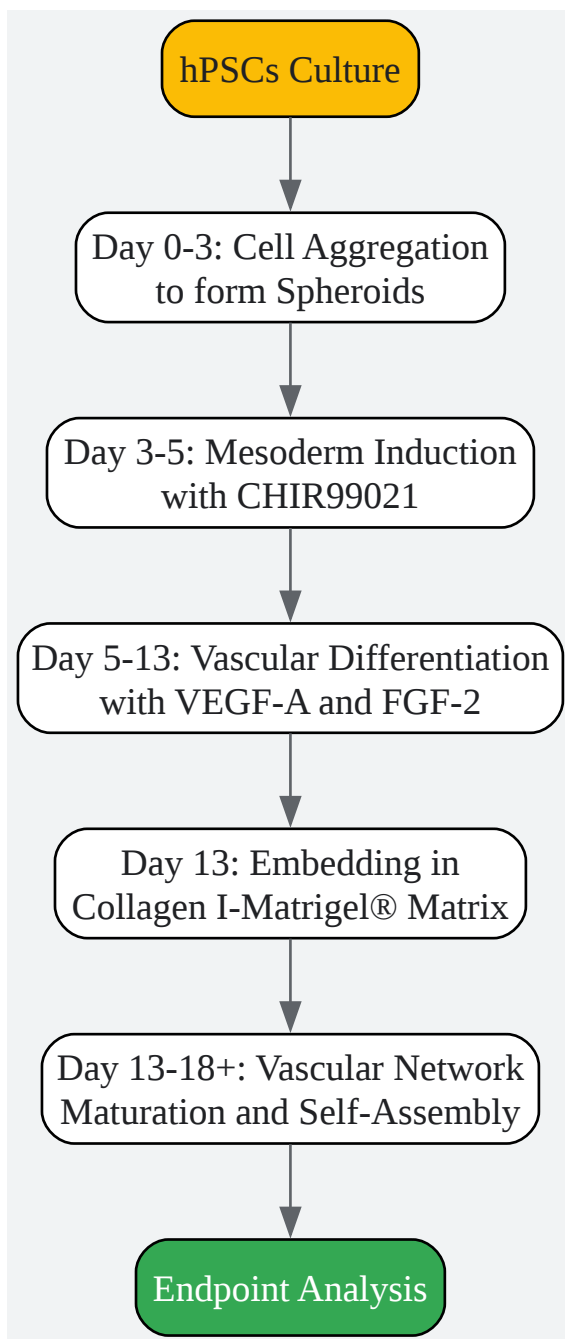 hPSCs Culture
Day 0-3: Cell Aggregation
to form Spheroids
Day 3-5: Mesoderm Induction
with CHIR99021
Day 5-13: Vascular Differentiation
with VEGF-A and FGF-2
Day 13: Embedding in
Collagen I-Matrigel® Matrix
Day 13-18+: Vascular Network
Maturation and Self-Assembly
Endpoint Analysis